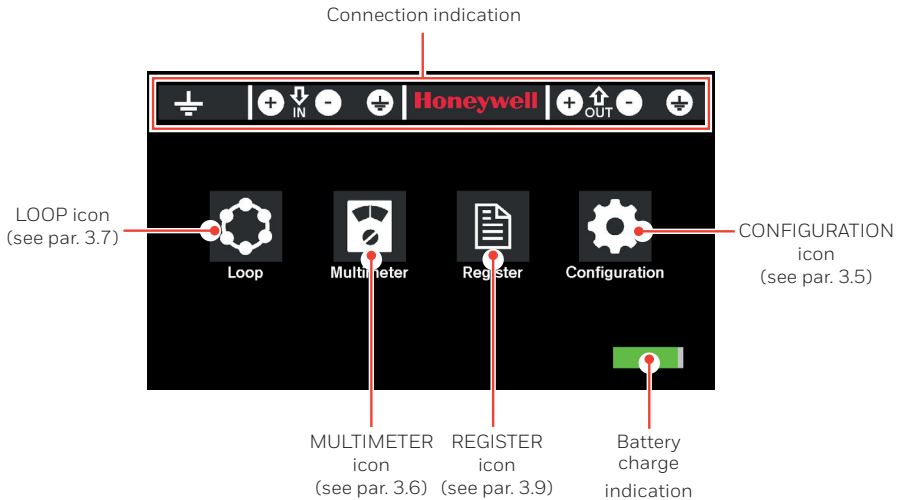 Connection indication
+ IN - Honeywell + OUT -
LOOP icon
(see par. 3.7)
CONFIGURATION
icon
(see par. 3.5)
Loop
Multimeter
Register
Configuration
MULTIMETER
icon
(see par. 3.6)
REGISTER
icon
(see par. 3.9)
Battery
charge
indication